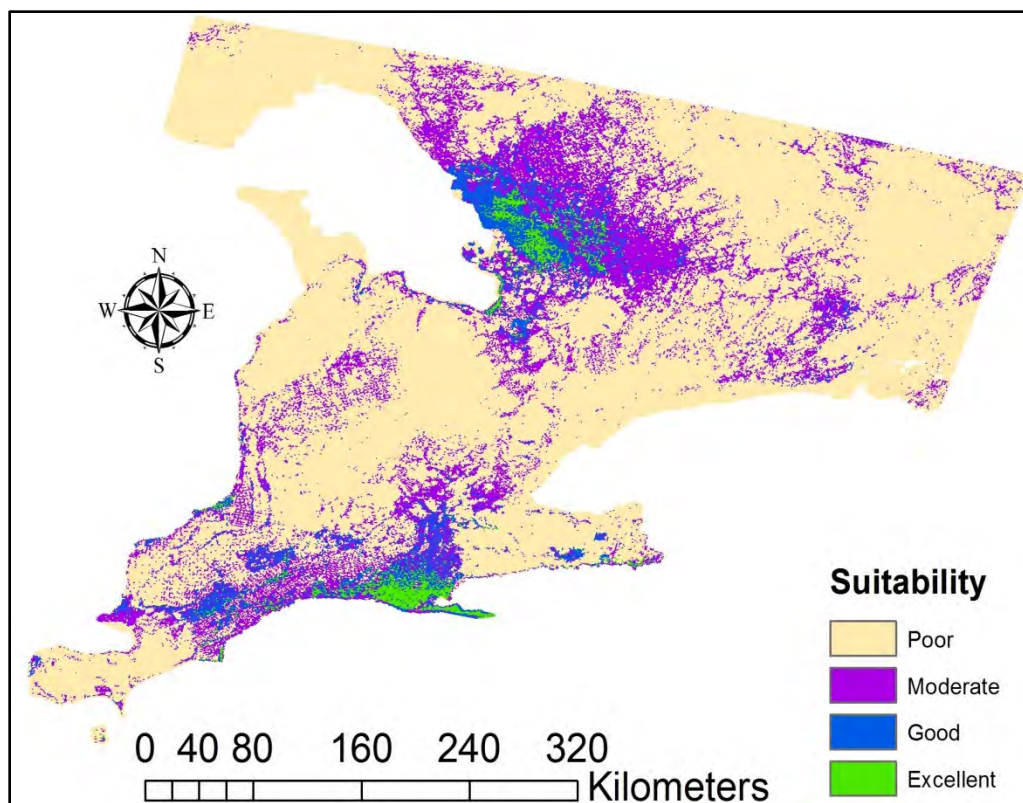 N
W E
S
Suitability
Poor
Moderate
Good
Excellent
0 40 80 160 240 320
Kilometers